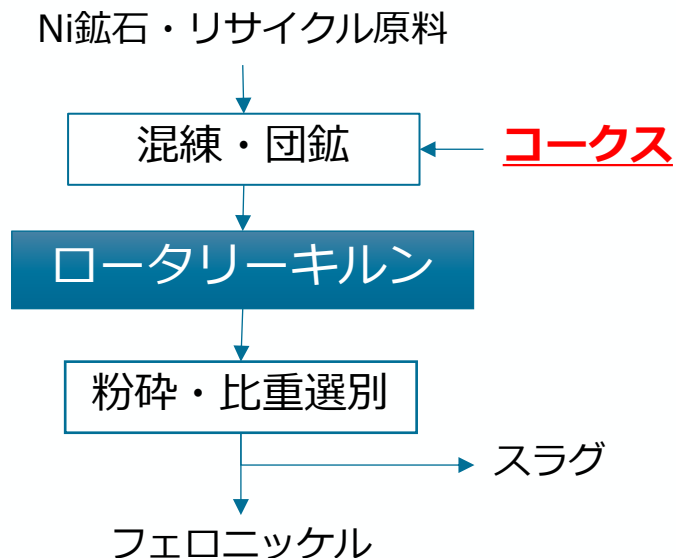 Ni鉱石・リサイクル原料
混練・団鉱
コークス
ロータリーキルン
粉砕・比重選別
スラグ
フェロニッケル